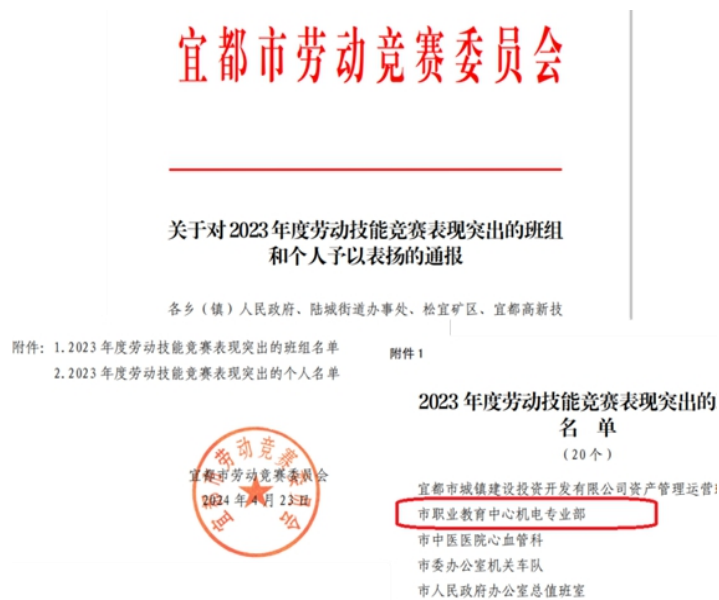 宜都市劳动竞赛委员会
关于对2023年度劳动技能竞赛表现突出的班组
和个人予以表扬的通报
各乡（镇）人民政府、陆城街道办事处、松宜矿区、宜都高新技
附件：1.2023年度劳动技能竞赛表现突出的班组名单
2.2023年度劳动技能竞赛表现突出的个人名单
宜都市劳动竞赛委员会
宜都市劳动竞赛委员会
2024年4月23日
附件1
2023年度劳动技能竞赛表现突出的
名 单
（20个）
宜都市城镇建设投资开发有限公司资产管理运营
市职业教育中心机电专业部
市中医医院心血管科
市委办公室机关车队
市人民政府办公室总值班室